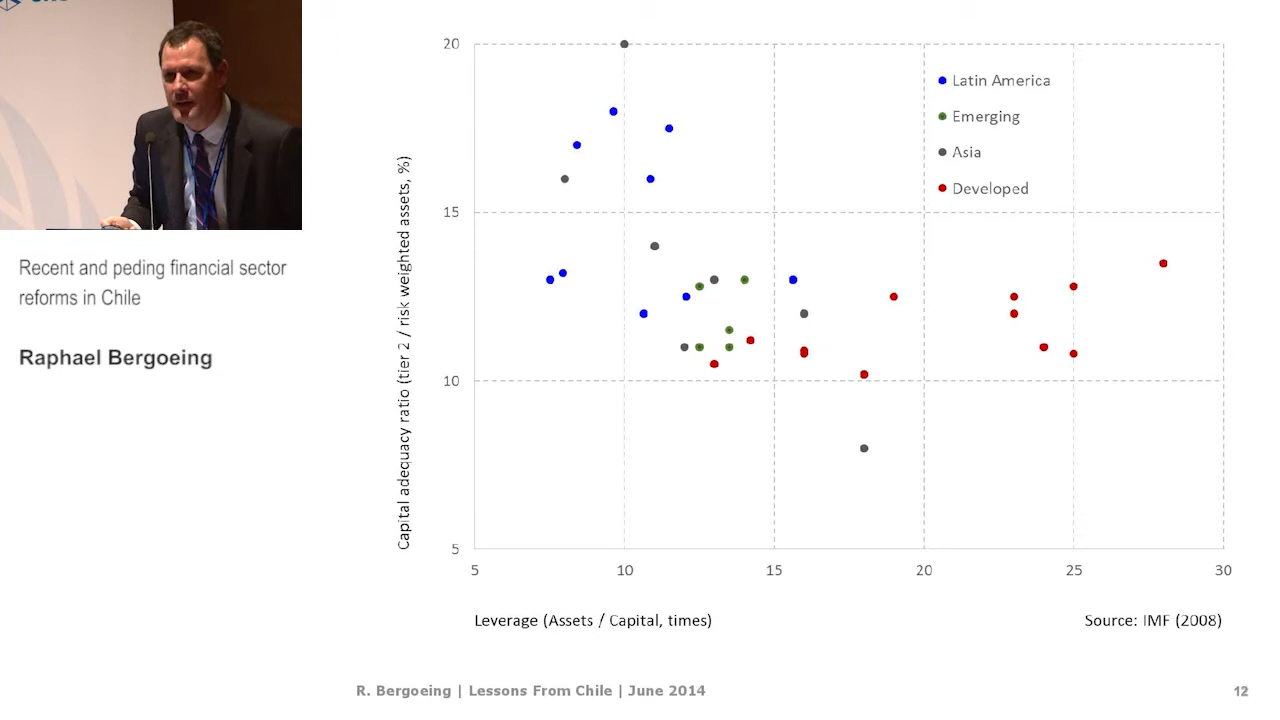 Recent and peding financial sector
reforms in Chile
Raphael Bergoeing
20
15
10
5
Capital adequacy ratio (tier 2 / risk weighted assets, %)
Latin America
Emerging
Asia
Developed
5 10 15 20 25 30
Leverage (Assets / Capital, times)
Source: IMF (2008)
R. Bergoeing | Lessons From Chile | June 2014
12